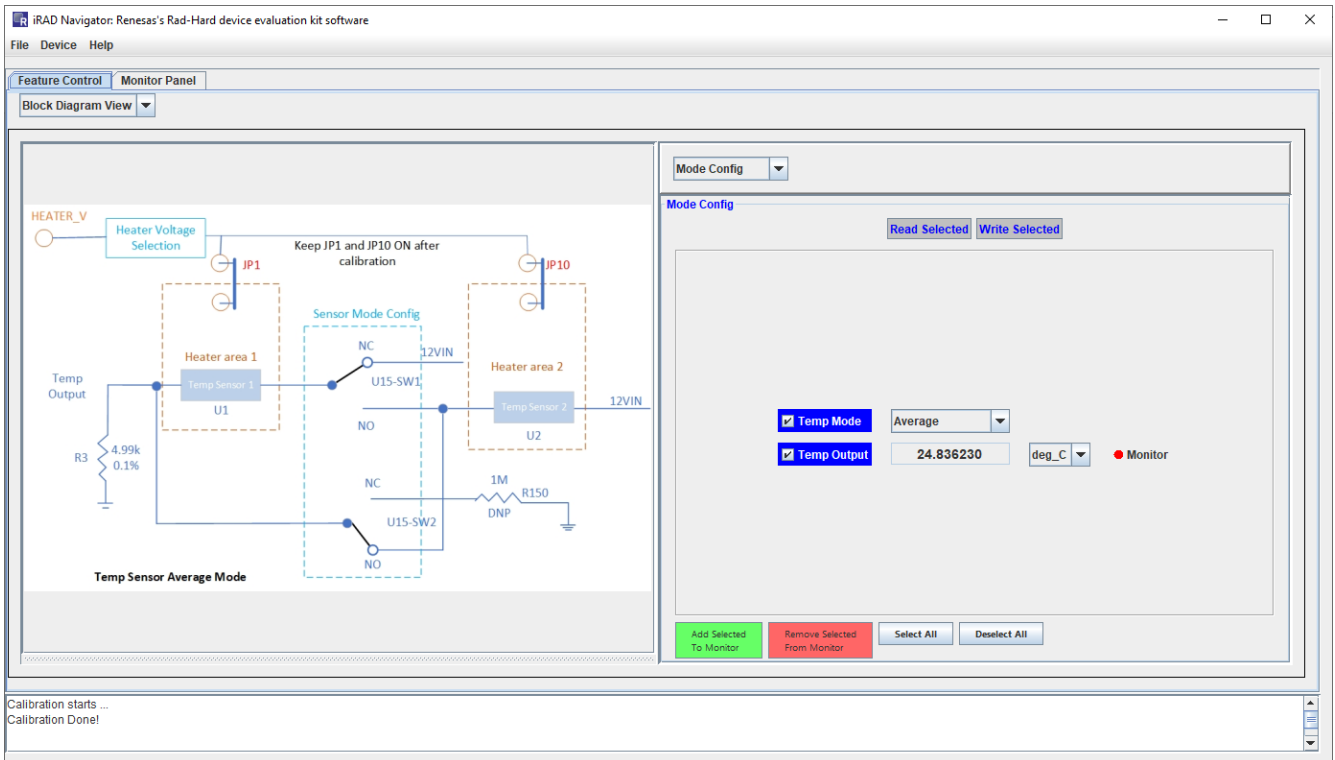 iRAD Navigator: Renesas's Rad-Hard device evaluation kit software
File Device Help
Feature Control Monitor Panel
Block Diagram View
HEATER_V
Heater Voltage
Selection
Keep JP1 and JP10 ON after
calibration
JP1
JP10
Sensor Mode Config
Heater area 1
NC
12VIN
Heater area 2
Temp
Output
Temp Sensor 1
U15-SW1
Temp Sensor 2
12VIN
U1
NO
U2
R3
4.99k
0.1%
NC
1M
R150
DNP
U15-SW2
NO
Temp Sensor Average Mode
Mode Config
Mode Config
Read Selected Write Selected
Temp Mode Average
Temp Output 24.836230 deg_C Monitor
Add Selected
To Monitor
Remove Selected
From Monitor
Select All
Deselect All
Calibration starts ...
Calibration Done!